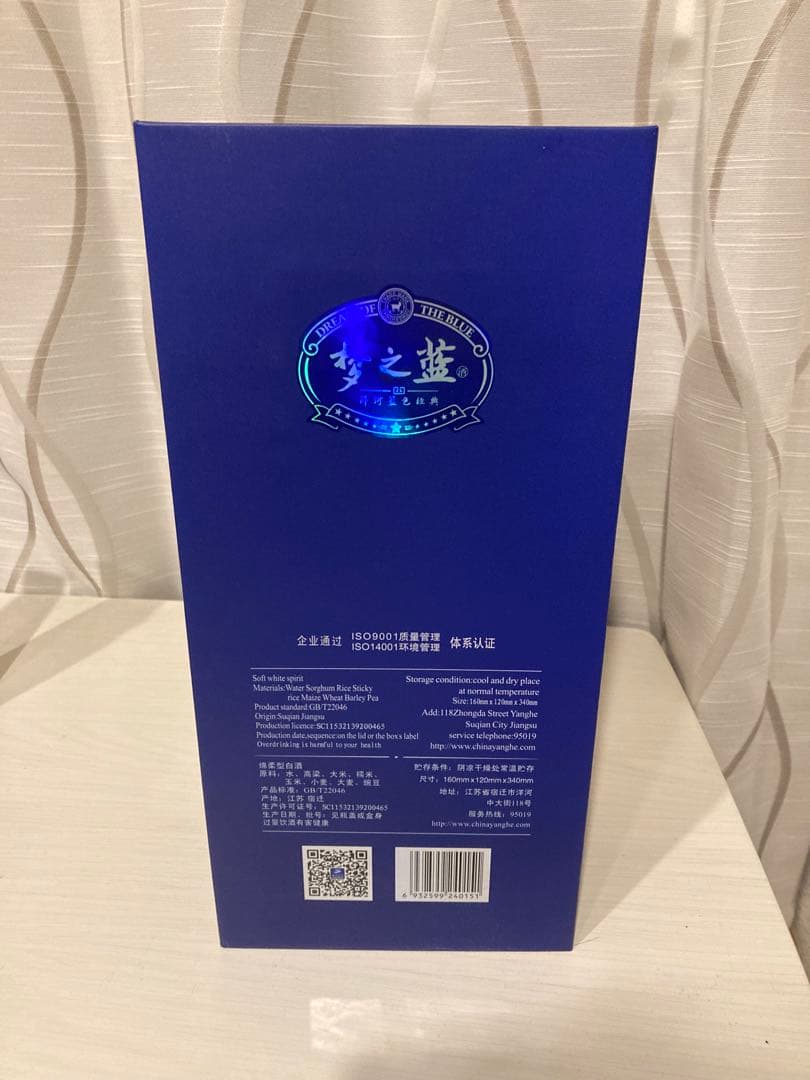 DREAM OF THE BLUE
梦之蓝 酒
洋河蓝色经典
企业通过 ISO9001质量管理 体系认证
ISO14001环境管理
Soft white spirit
Materials:Water Sorghum Rice Sticky
rice Maize Wheat Barley Pea
Product standard:GB/T22046
Origin:Suqian Jiangsu
Production licence:SC11532139200465
Production date,sequence:on the lid or the box's label
Overdrinking is harmful to your health
Storage condition:cool and dry place
at normal temperature
Size:160mm x 120mm x 340mm
Add:118Zhongda Street Yanghe
Suqian City Jiangsu
service telephone:95019
http://www.chinayanghe.com
绵柔型白酒
原料：水、高粱、大米、糯米、
玉米、小麦、大麦、豌豆
产品标准：GB/T22046
产地：江苏 宿迁
生产许可证号：SC11532139200465
生产日期、批号：见瓶盖或盒身
过量饮酒有害健康
贮存条件：阴凉干燥处常温贮存
尺寸：160mm x 120mm x 340mm
地址：江苏省宿迁市洋河
中大街118号
服务热线：95019
http://www.chinayanghe.com
6 932599 240151